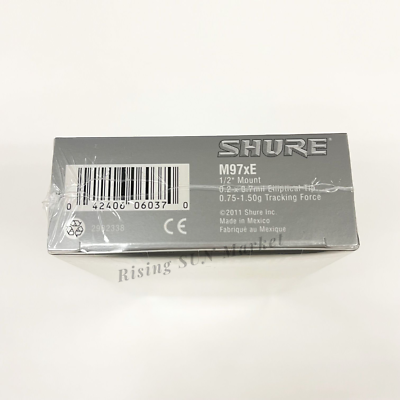 SHURE
M97xE
1/2" Mount
0.2 x 0.7mil Elliptical Tip
0.75-1.50g Tracking Force
©2011 Shure Inc.
Made in Mexico
Fabriqué au Mexique
0 42406 06037 0
CE
Rising SUN Market